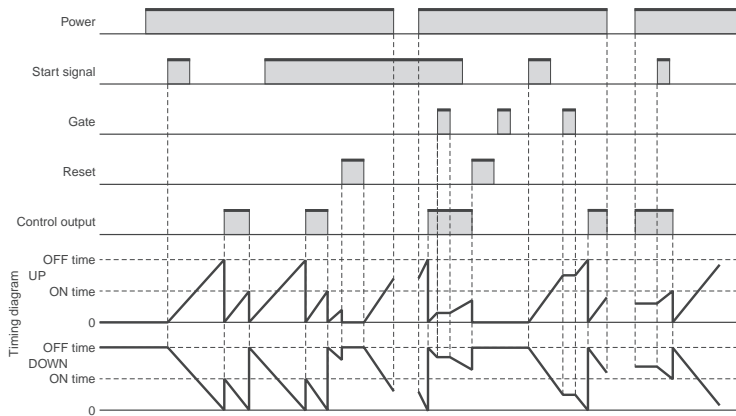 Power
Start signal
Gate
Reset
Control output
Timing diagram
OFF time
UP
ON time
0
OFF time
DOWN
ON time
0